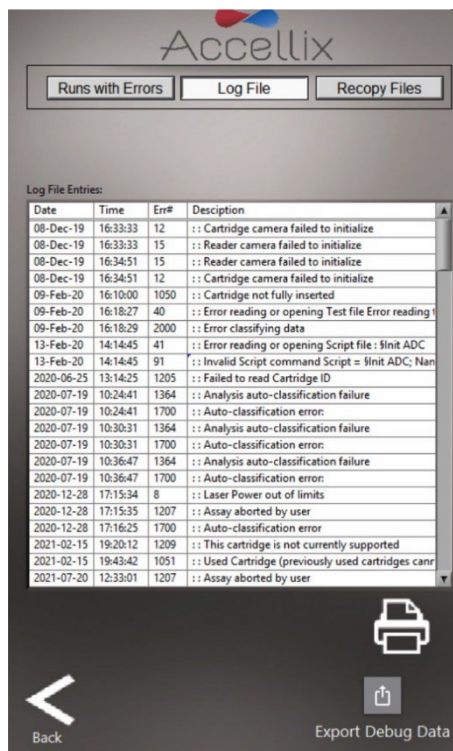 Accellix
Runs with Errors Log File Recopy Files
Log File Entries:
Date Time Err# Desciption
08-Dec-19 16:33:33 12 : : Cartridge camera failed to initialize
08-Dec-19 16:33:33 15 : : Reader camera failed to initialize
08-Dec-19 16:34:51 15 : : Reader camera failed to initialize
08-Dec-19 16:34:51 12 : : Cartridge camera failed to initialize
09-Feb-20 16:10:00 1050 : : Cartridge not fully inserted
09-Feb-20 16:18:27 40 : : Error reading or opening Test file Error reading
09-Feb-20 16:18:29 2000 : : Error classifying data
13-Feb-20 14:14:45 41 : : Error reading or opening Script file : §Init ADC
13-Feb-20 14:14:45 91 : : Invalid Script command Script = §Init ADC; Nan
2020-06-25 13:14:25 1205 : : Failed to read Cartridge ID
2020-07-19 10:24:41 1364 : : Analysis auto-classification failure
2020-07-19 10:24:41 1700 : : Auto-classification error:
2020-07-19 10:30:31 1364 : : Analysis auto-classification failure
2020-07-19 10:30:31 1700 : : Auto-classification error:
2020-07-19 10:36:47 1364 : : Analysis auto-classification failure
2020-07-19 10:36:47 1700 : : Auto-classification error:
2020-12-28 17:15:34 8 : : Laser Power out of limits
2020-12-28 17:15:35 1207 : : Assay aborted by user
2020-12-28 17:16:25 1700 : : Auto-classification error
2021-02-15 19:20:12 1209 : : This cartridge is not currently supported
2021-02-15 19:43:42 1051 : : Used Cartridge (previously used cartridges canr
2021-07-20 12:33:01 1207 : : Assay aborted by user
Back
Export Debug Data